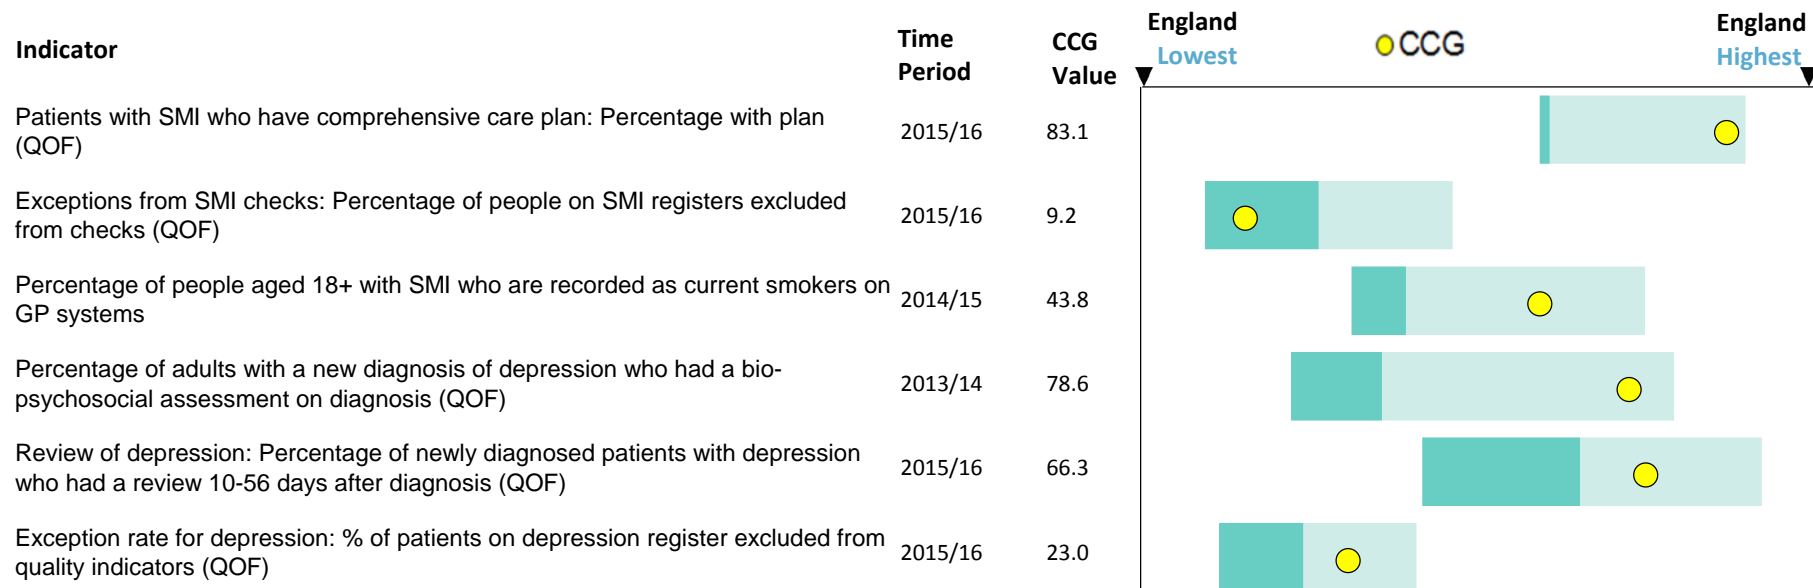 Indicator
Time
Period
CCG
Value
England
Lowest
CCG
England
Highest
Patients with SMI who have comprehensive care plan: Percentage with plan
(QOF)
2015/16
83.1
Exceptions from SMI checks: Percentage of people on SMI registers excluded
from checks (QOF)
2015/16
9.2
Percentage of people aged 18+ with SMI who are recorded as current smokers on
GP systems
2014/15
43.8
Percentage of adults with a new diagnosis of depression who had a bio-
psychosocial assessment on diagnosis (QOF)
2013/14
78.6
Review of depression: Percentage of newly diagnosed patients with depression
who had a review 10-56 days after diagnosis (QOF)
2015/16
66.3
Exception rate for depression: % of patients on depression register excluded from
quality indicators (QOF)
2015/16
23.0